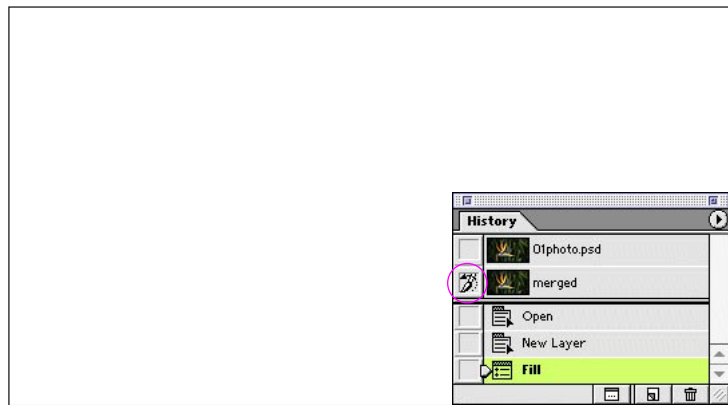 History
01photo.psd
merged
Open
New Layer
Fill